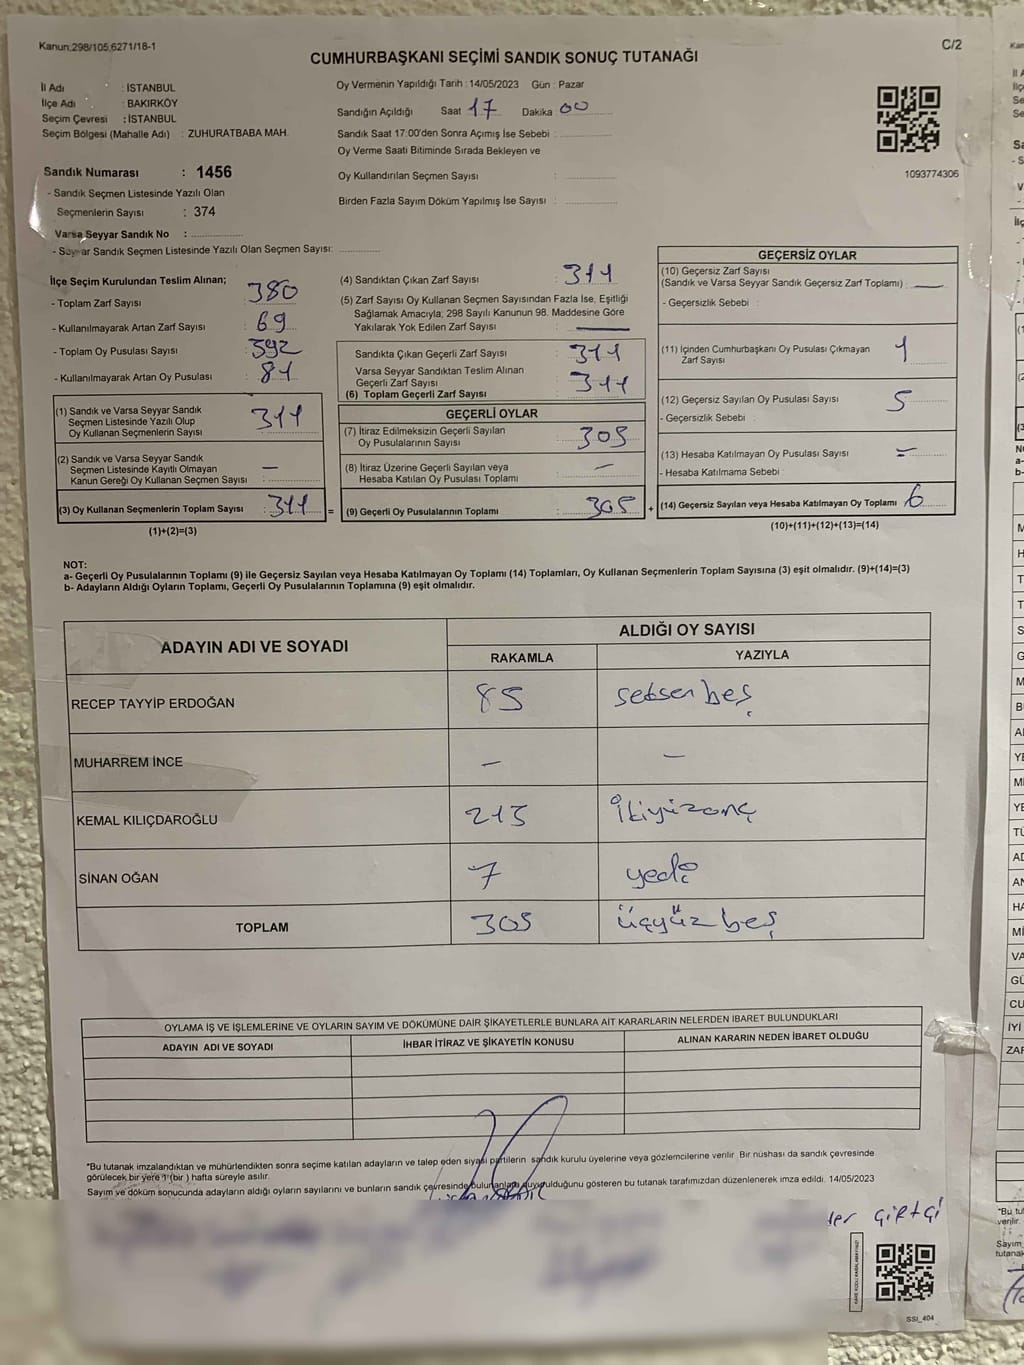 Kanun;298/105;6271/18-1
C/2
CUMHURBAŞKANI SEÇİMİ SANDIK SONUÇ TUTANAĞI
İl Adı : İSTANBUL
İlçe Adı : BAKIRKÖY
Seçim Çevresi : İSTANBUL
Seçim Bölgesi (Mahalle Adı) : ZUHURATBABA MAH.
Sandık Numarası : 1456
- Sandık Seçmen Listesinde Yazılı Olan
Seçmenlerin Sayısı : 374
Varsa Seyyar Sandık No :
- Seyyar Sandık Seçmen Listesinde Yazılı Olan Seçmen Sayısı:
Oy Vermenin Yapıldığı Tarih : 14/05/2023 Gün : Pazar
Sandığın Açıldığı Saat 17 Dakika 00
Sandık Saat 17:00'den Sonra Açımış İse Sebebi :
Oy Verme Saati Bitiminde Sırada Bekleyen ve
Oy Kullandırılan Seçmen Sayısı :
Birden Fazla Sayım Döküm Yapılmış İse Sayısı :
1093774306
İlçe Seçim Kurulundan Teslim Alınan;
- Toplam Zarf Sayısı : 380
- Kullanılmayarak Artan Zarf Sayısı : 69
- Toplam Oy Pusulası Sayısı : 392
- Kullanılmayarak Artan Oy Pusulası : 81
(1) Sandık ve Varsa Seyyar Sandık
Seçmen Listesinde Yazılı Olup
Oy Kullanan Seçmenlerin Sayısı : 311
(2) Sandık ve Varsa Seyyar Sandık
Seçmen Listesinde Kayıtlı Olmayan
Kanun Gereği Oy Kullanan Seçmen Sayısı : —
(3) Oy Kullanan Seçmenlerin Toplam Sayısı : 311 =
(1)+(2)=(3)
(4) Sandıktan Çıkan Zarf Sayısı : 311
(5) Zarf Sayısı Oy Kullanan Seçmen Sayısından Fazla İse, Eşitliği
Sağlamak Amacıyla; 298 Sayılı Kanunun 98. Maddesine Göre
Yakılarak Yok Edilen Zarf Sayısı : —
Sandıkta Çıkan Geçerli Zarf Sayısı : 311
Varsa Seyyar Sandıktan Teslim Alınan
Geçerli Zarf Sayısı
(6) Toplam Geçerli Zarf Sayısı : 311
GEÇERLİ OYLAR
(7) İtiraz Edilmeksizin Geçerli Sayılan
Oy Pusulalarının Sayısı : 305
(8) İtiraz Üzerine Geçerli Sayılan veya
Hesaba Katılan Oy Pusulası Toplamı : —
(9) Geçerli Oy Pusulalarının Toplamı : 305 +
GEÇERSİZ OYLAR
(10) Geçersiz Zarf Sayısı
(Sandık ve Varsa Seyyar Sandık Geçersiz Zarf Toplamı) : —
- Geçersizlik Sebebi :
(11) İçinden Cumhurbaşkanı Oy Pusulası Çıkmayan
Zarf Sayısı : 1
(12) Geçersiz Sayılan Oy Pusulası Sayısı : 5
- Geçersizlik Sebebi :
(13) Hesaba Katılmayan Oy Pusulası Sayısı : —
- Hesaba Katılmama Sebebi :
(14) Geçersiz Sayılan veya Hesaba Katılmayan Oy Toplamı : 6
(10)+(11)+(12)+(13)=(14)
NOT:
a- Geçerli Oy Pusulalarının Toplamı (9) ile Geçersiz Sayılan veya Hesaba Katılmayan Oy Toplamı (14) Toplamları, Oy Kullanan Seçmenlerin Toplam Sayısına (3) eşit olmalıdır. (9)+(14)=(3)
b- Adayların Aldığı Oyların Toplamı, Geçerli Oy Pusulalarının Toplamına (9) eşit olmalıdır.
ADAYIN ADI VE SOYADI ALDIĞI OY SAYISI
RAKAMLA YAZIYLA
RECEP TAYYİP ERDOĞAN 85 seksen beş
MUHARREM İNCE — —
KEMAL KILIÇDAROĞLU 213 İkiyüzonüç
SİNAN OĞAN 7 yedi
TOPLAM 305 üçyüz beş
OYLAMA İŞ VE İŞLEMLERİNE VE OYLARIN SAYIM VE DÖKÜMÜNE DAİR ŞİKAYETLERLE BUNLARA AİT KARARLARIN NELERDEN İBARET BULUNDUKLARI
ADAYIN ADI VE SOYADI İHBAR İTİRAZ VE ŞİKAYETİN KONUSU ALINAN KARARIN NEDEN İBARET OLDUĞU
*Bu tutanak imzalandıktan ve mühürlendikten sonra seçime katılan adayların ve talep eden siyasi partilerin sandık kurulu üyelerine veya gözlemcilerine verilir. Bir nüshası da sandık çevresinde
görülecek bir yere 1 (bir ) hafta süreyle asılır.
Sayım ve döküm sonucunda adayların aldığı oyların sayılarını ve bunların sandık çevresinde duyurulduğunu gösteren bu tutanak tarafımızdan düzenlenerek imza edildi. 14/05/2023
çiftçi
SSI_404